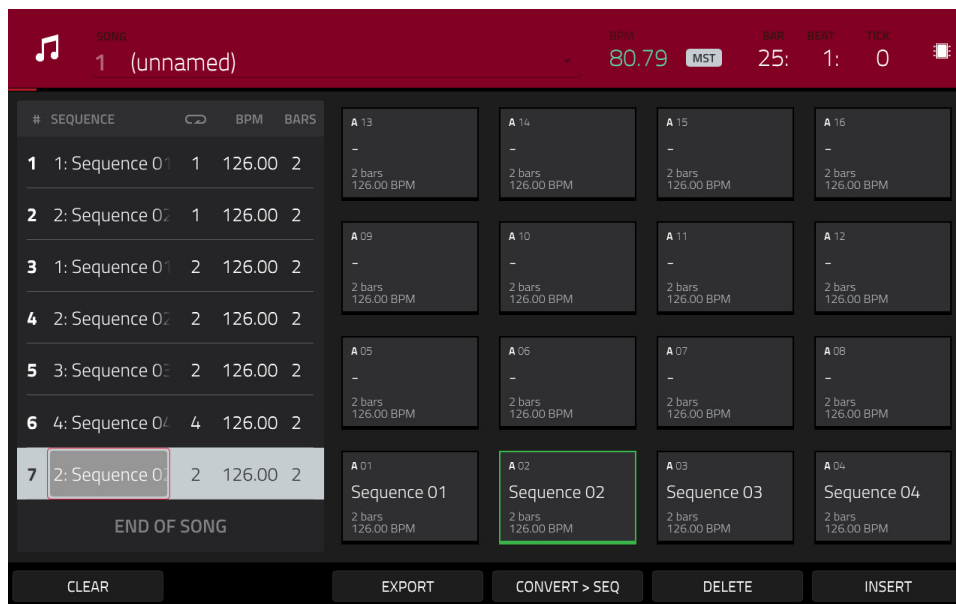 SONG BPM BAR BEAT TICK
1 (unnamed) 80.79 MST 25: 1: 0
# SEQUENCE BPM BARS
1 1: Sequence 01 1 126.00 2
2 2: Sequence 02 1 126.00 2
3 1: Sequence 01 2 126.00 2
4 2: Sequence 02 2 126.00 2
5 3: Sequence 03 2 126.00 2
6 4: Sequence 04 4 126.00 2
7 2: Sequence 02 2 126.00 2
END OF SONG
A 13
-
2 bars
126.00 BPM
A 14
-
2 bars
126.00 BPM
A 15
-
2 bars
126.00 BPM
A 16
-
2 bars
126.00 BPM
A 09
-
2 bars
126.00 BPM
A 10
-
2 bars
126.00 BPM
A 11
-
2 bars
126.00 BPM
A 12
-
2 bars
126.00 BPM
A 05
-
2 bars
126.00 BPM
A 06
-
2 bars
126.00 BPM
A 07
-
2 bars
126.00 BPM
A 08
-
2 bars
126.00 BPM
A 01
Sequence 01
2 bars
126.00 BPM
A 02
Sequence 02
2 bars
126.00 BPM
A 03
Sequence 03
2 bars
126.00 BPM
A 04
Sequence 04
2 bars
126.00 BPM
CLEAR EXPORT CONVERT > SEQ DELETE INSERT